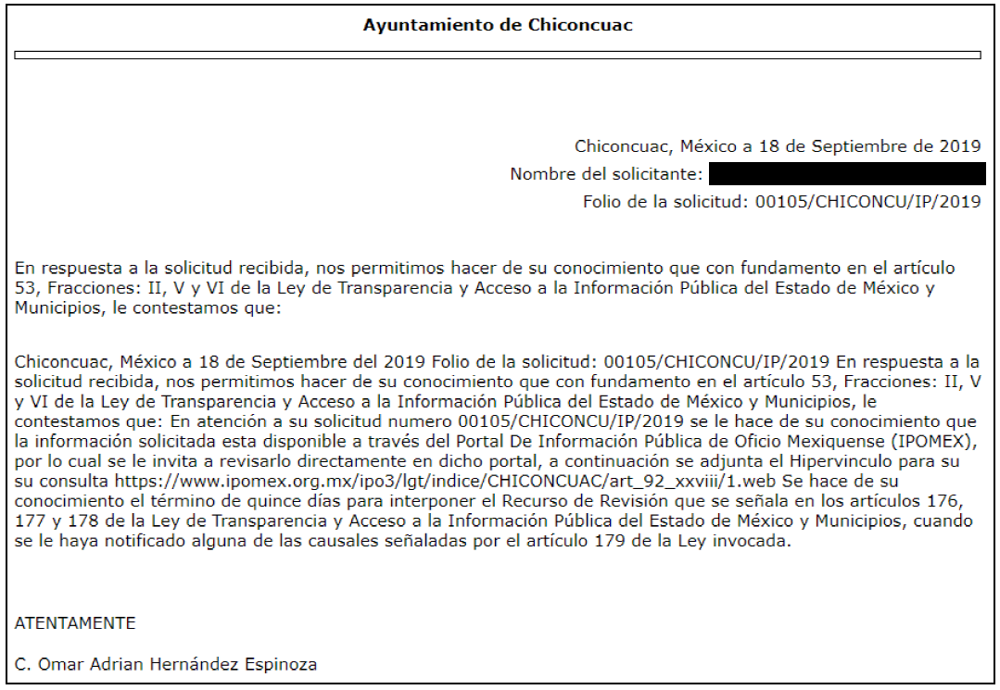 Ayuntamiento de Chiconcuac
Chiconcuac, México a 18 de Septiembre de 2019
Nombre del solicitante:
Folio de la solicitud: 00105/CHICONCU/IP/2019
En respuesta a la solicitud recibida, nos permitimos hacer de su conocimiento que con fundamento en el artículo
53, Fracciones: II, V y VI de la Ley de Transparencia y Acceso a la Información Pública del Estado de México y
Municipios, le contestamos que:
Chiconcuac, México a 18 de Septiembre del 2019 Folio de la solicitud: 00105/CHICONCU/IP/2019 En respuesta a la
solicitud recibida, nos permitimos hacer de su conocimiento que con fundamento en el artículo 53, Fracciones: II, V
y VI de la Ley de Transparencia y Acceso a la Información Pública del Estado de México y Municipios, le
contestamos que: En atención a su solicitud numero 00105/CHICONCU/IP/2019 se le hace de su conocimiento que
la información solicitada esta disponible a través del Portal De Información Pública de Oficio Mexiquense (IPOMEX),
por lo cual se le invita a revisarlo directamente en dicho portal, a continuación se adjunta el Hipervinculo para su
su consulta https://www.ipomex.org.mx/ipo3/lgt/indice/CHICONCUAC/art_92_xxviii/1.web Se hace de su
conocimiento el término de quince días para interponer el Recurso de Revisión que se señala en los artículos 176,
177 y 178 de la Ley de Transparencia y Acceso a la Información Pública del Estado de México y Municipios, cuando
se le haya notificado alguna de las causales señaladas por el artículo 179 de la Ley invocada.
ATENTAMENTE
C. Omar Adrian Hernández Espinoza